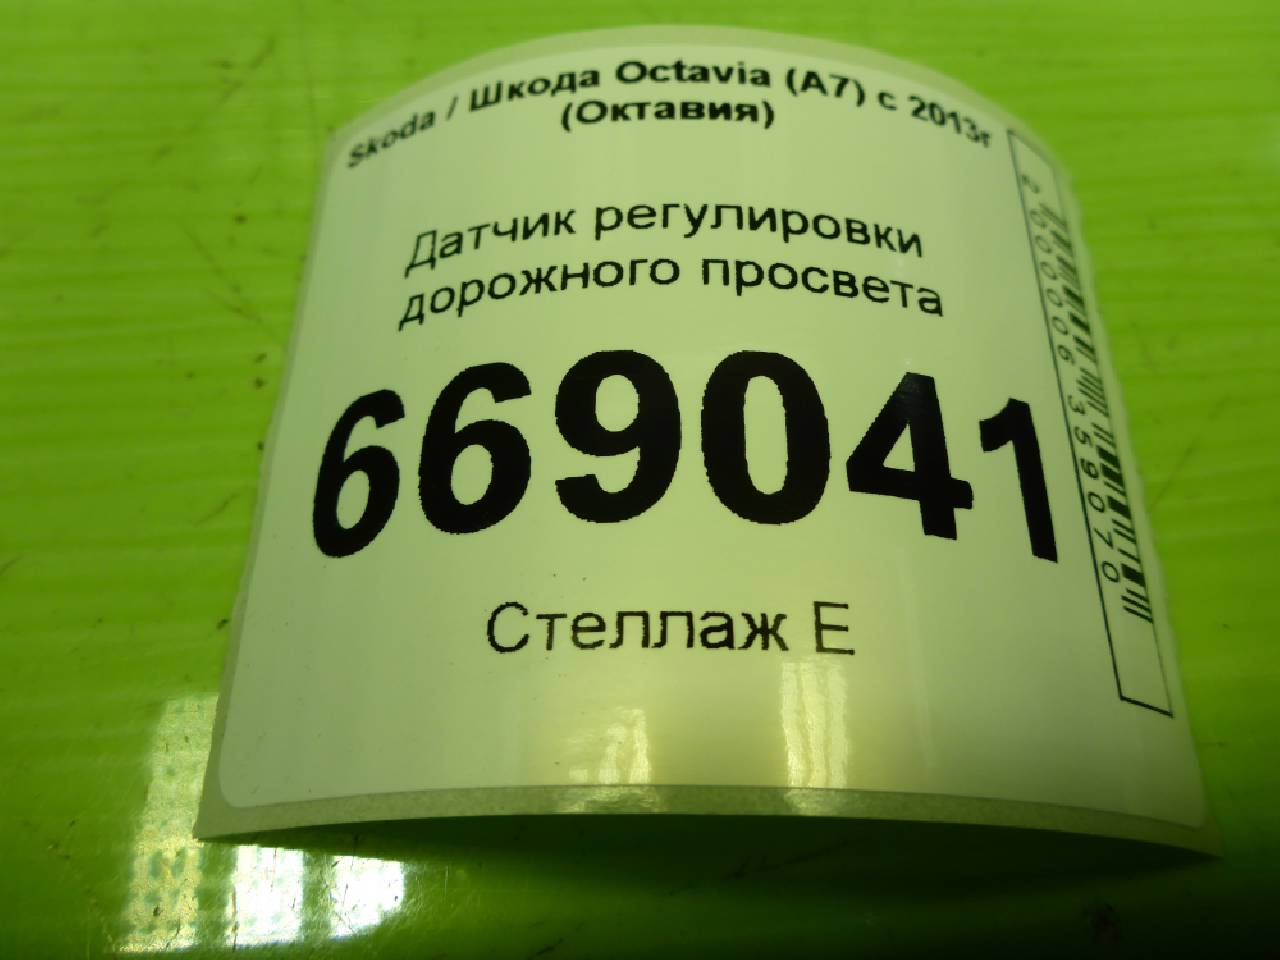 Skoda / Шкода Octavia (A7) с 2013г
(Октавия)
Датчик регулировки
дорожного просвета
669041
Стеллаж Е
2000006359070